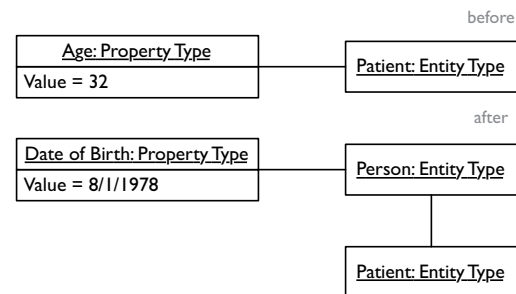 before
Age: Property Type
Value = 32
Patient: Entity Type
after
Date of Birth: Property Type
Value = 8/1/1978
Person: Entity Type
Patient: Entity Type